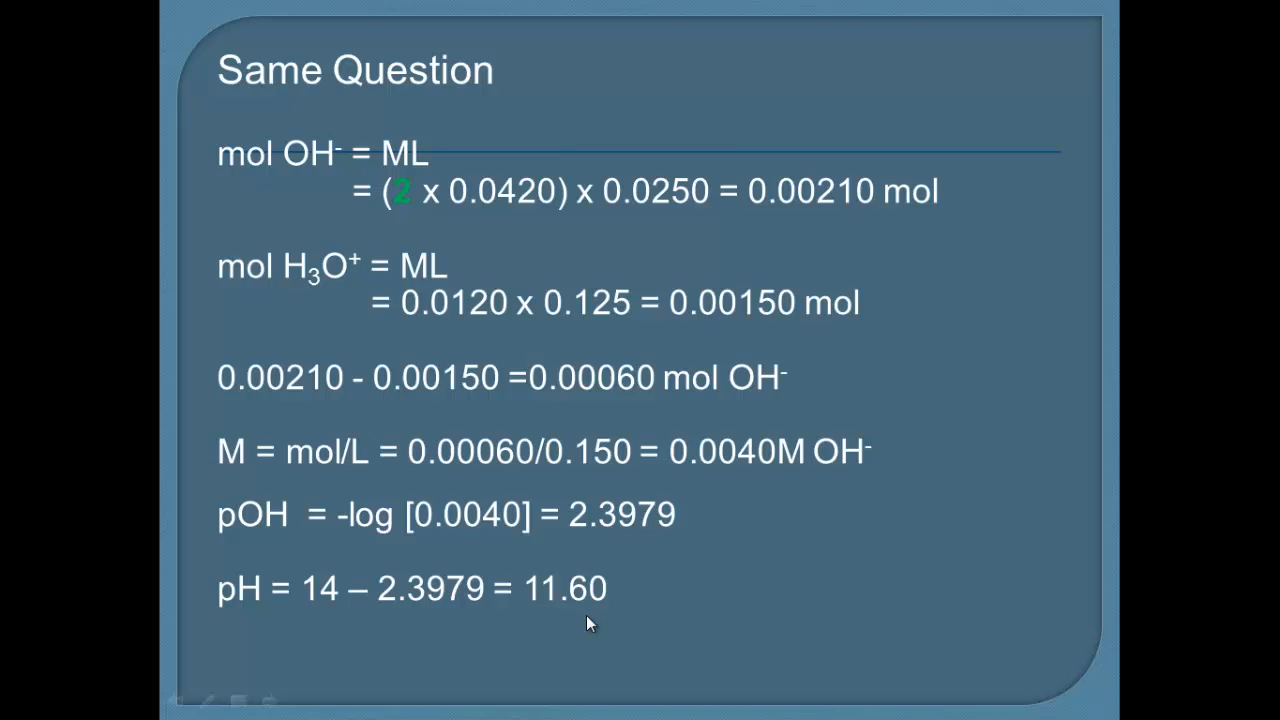 Same Question
mol OH⁻ = ML
= (2 x 0.0420) x 0.0250 = 0.00210 mol
mol H₃O⁺ = ML
= 0.0120 x 0.125 = 0.00150 mol
0.00210 - 0.00150 =0.00060 mol OH⁻
M = mol/L = 0.00060/0.150 = 0.0040M OH⁻
pOH = -log [0.0040] = 2.3979
pH = 14 – 2.3979 = 11.60